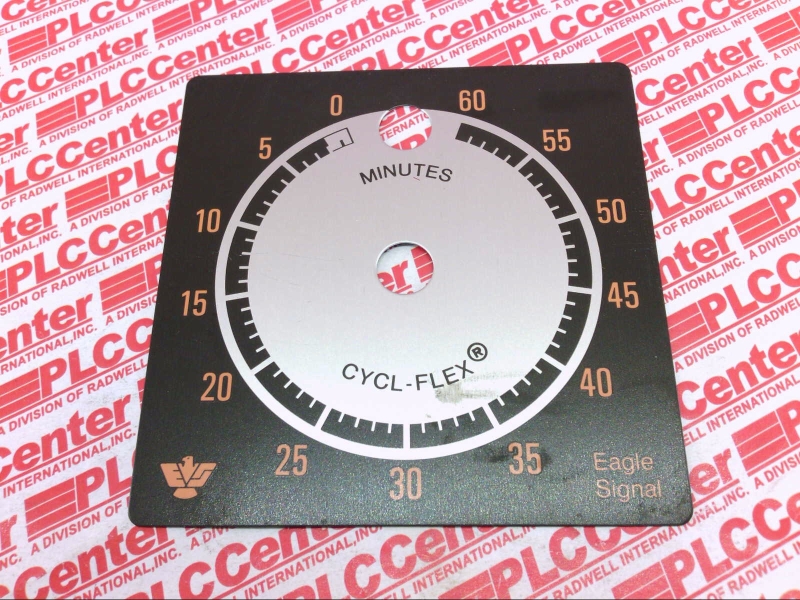 0
60
5
55
MINUTES
10
50
15
45
CYCL-FLEX®
20
40
25
35
30
Eagle
Signal
PLCCenter
A DIVISION OF RADWELL INTERNATIONAL, INC.